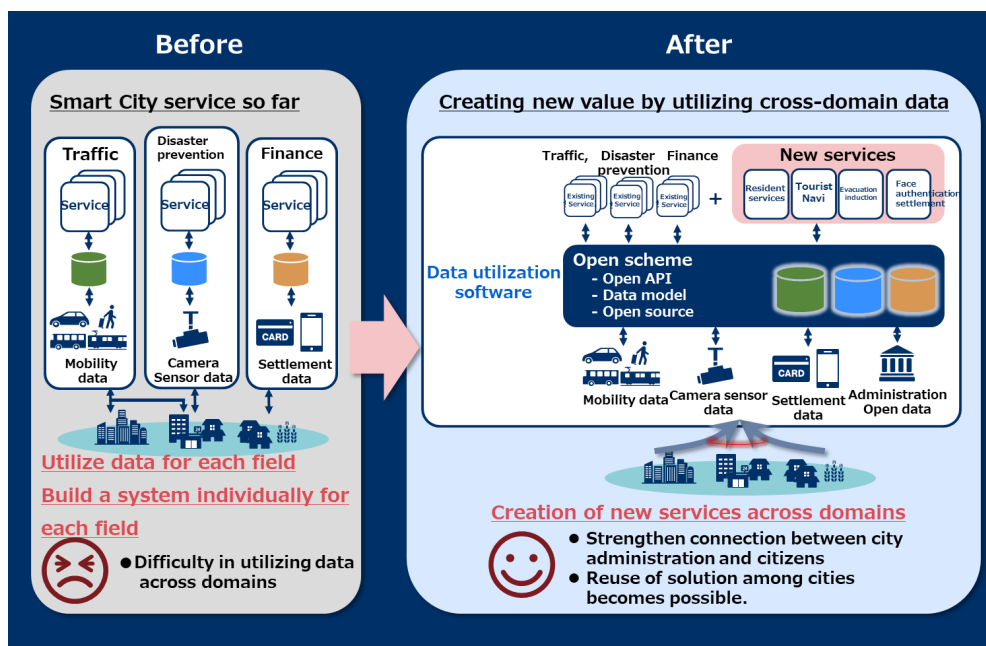 Before
Smart City service so far
Traffic
Service
Mobility
data
Disaster
prevention
Service
Camera
Sensor data
Finance
Service
CARD
Settlement
data
Utilize data for each field
Build a system individually for
each field
● Difficulty in utilizing data
across domains
After
Creating new value by utilizing cross-domain data
Traffic, Disaster Finance
prevention
Existing
Service
Existing
Service
Existing
Service
+
New services
Resident
services
Tourist
Navi
Evacuation
induction
Face
authentication
settlement
Data utilization
software
Open scheme
- Open API
- Data model
- Open source
Mobility data
Camera sensor
data
CARD
Settlement
data
Administration
Open data
Creation of new services across domains
● Strengthen connection between city
administration and citizens
● Reuse of solution among cities
becomes possible.